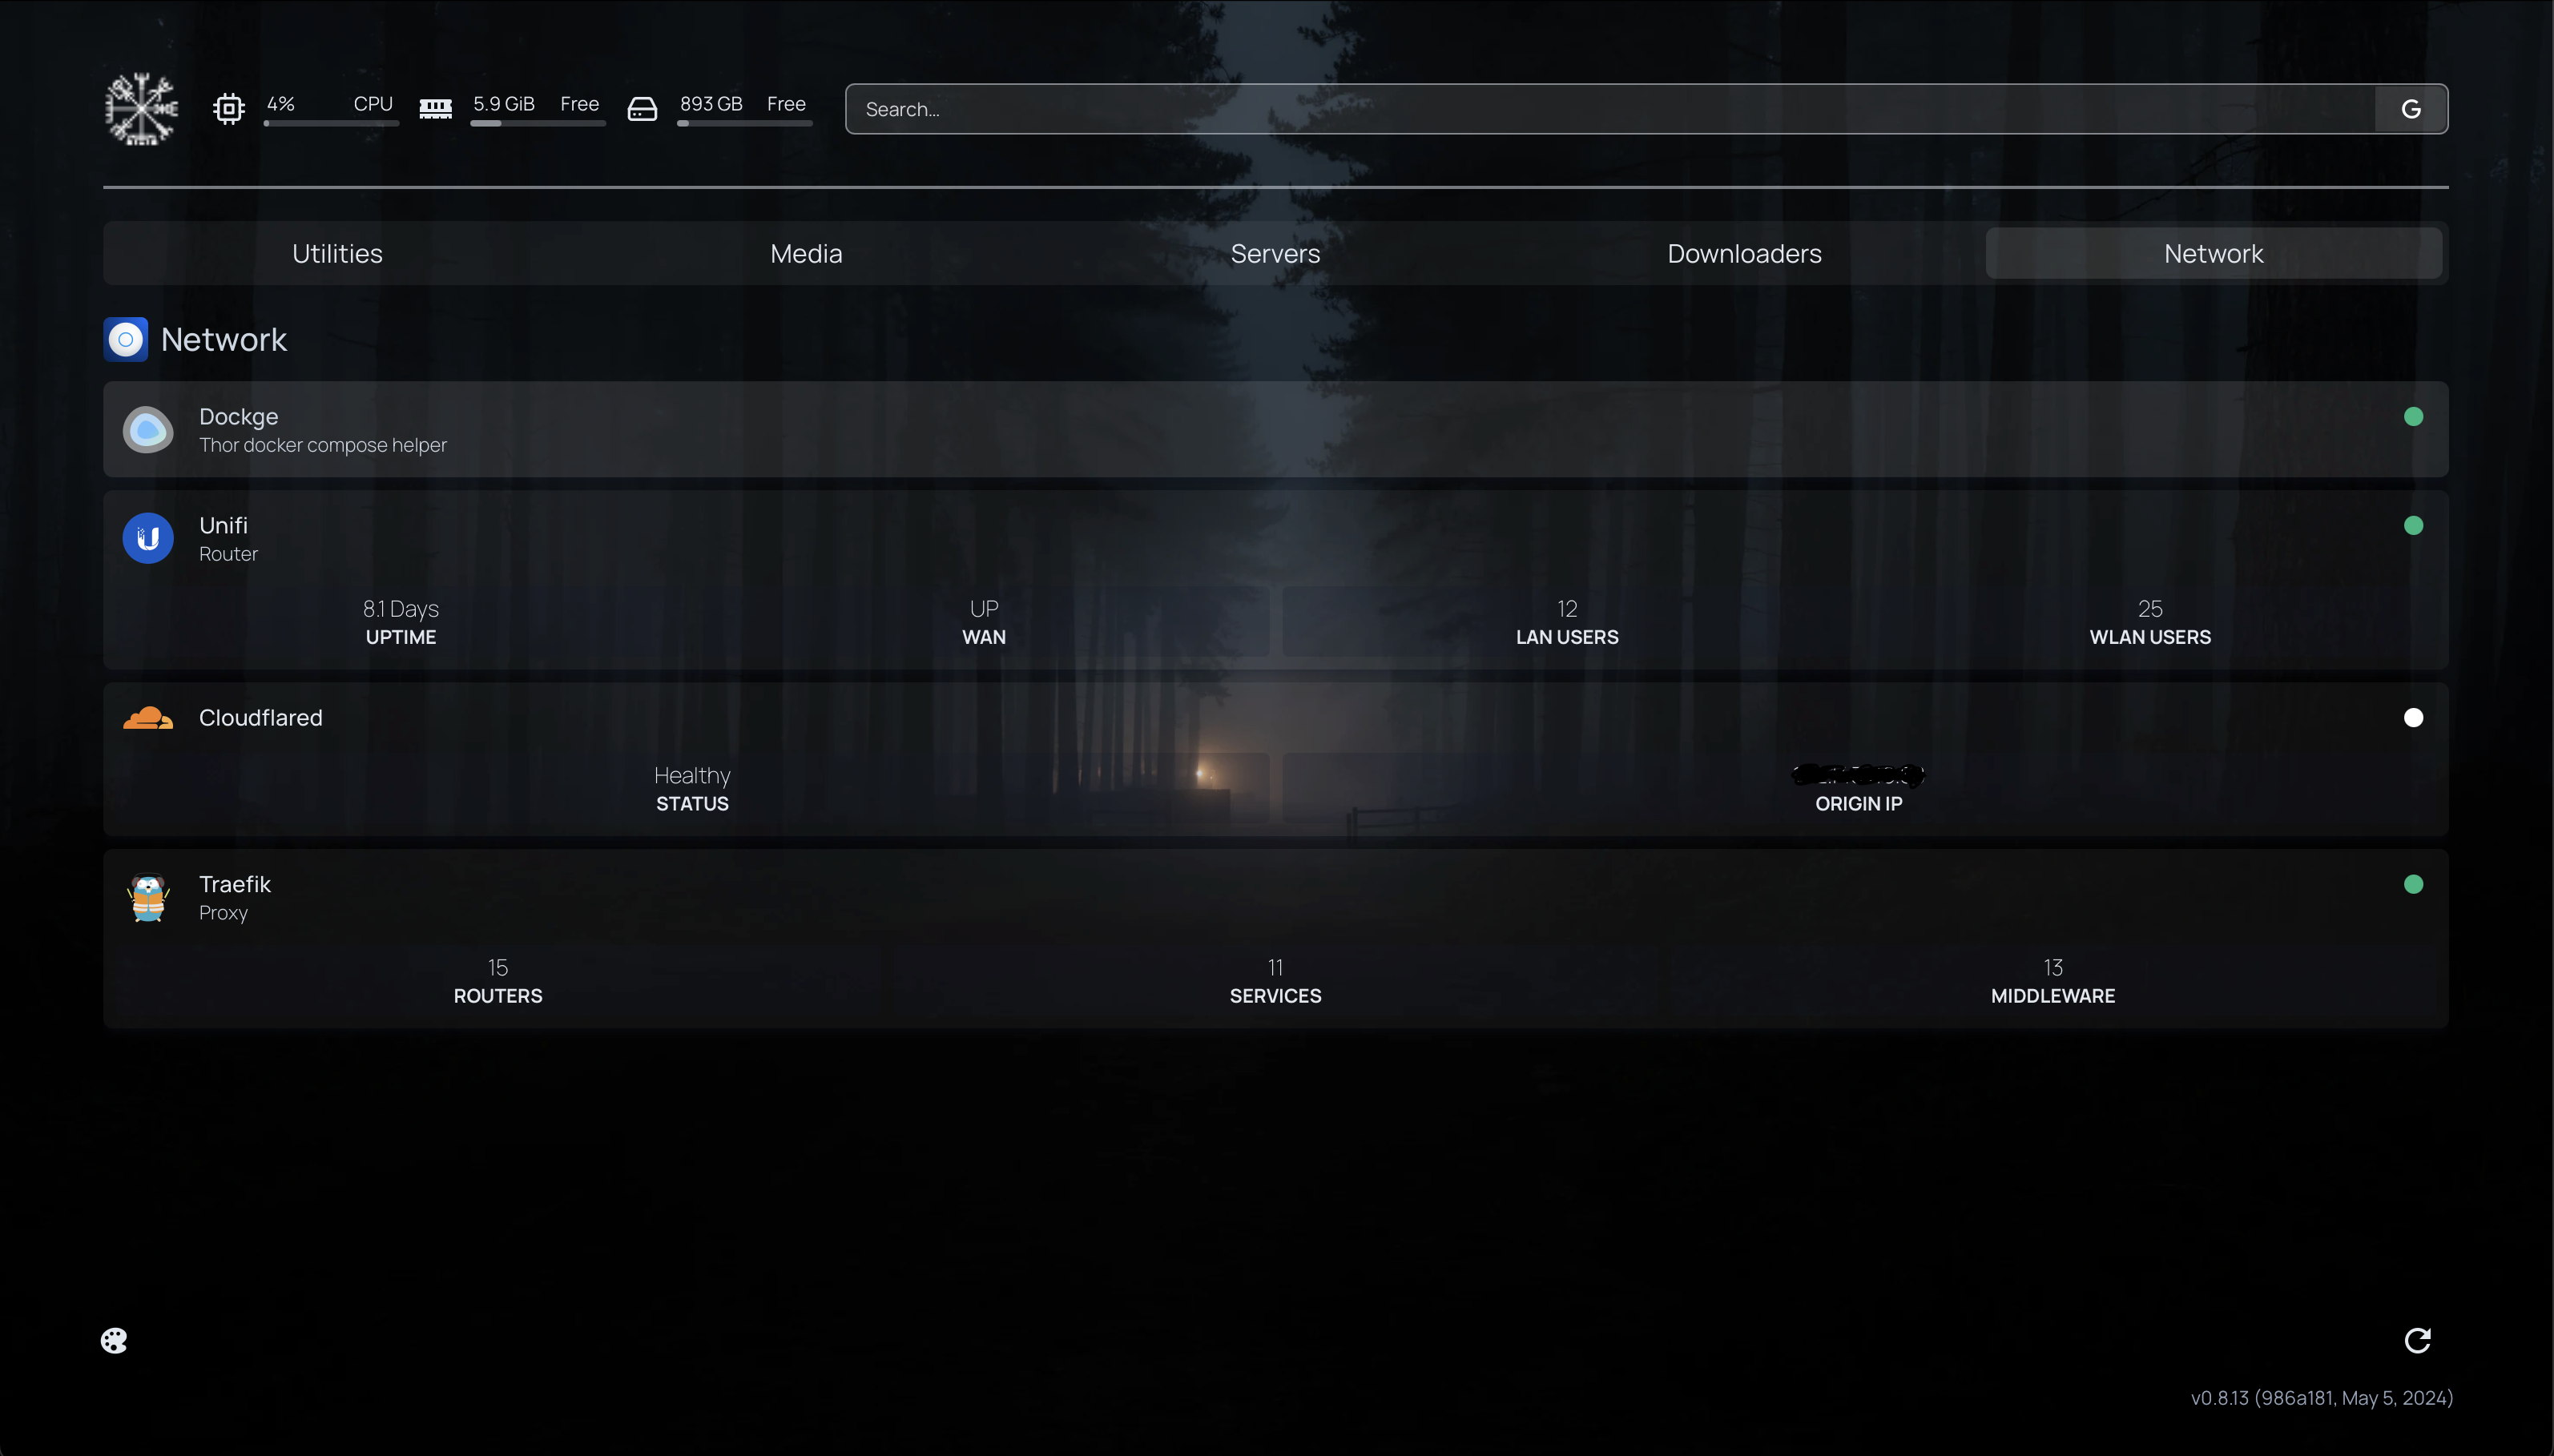 4% CPU 5.9 GiB Free 893 GB Free Search... G
Utilities Media Servers Downloaders Network
Network
Dockge
Thor docker compose helper
Unifi
Router
8.1 Days UP 12 25
UPTIME WAN LAN USERS WLAN USERS
Cloudflared
Healthy
STATUS ORIGIN IP
Traefik
Proxy
15 11 13
ROUTERS SERVICES MIDDLEWARE
v0.8.13 (986a181, May 5, 2024)